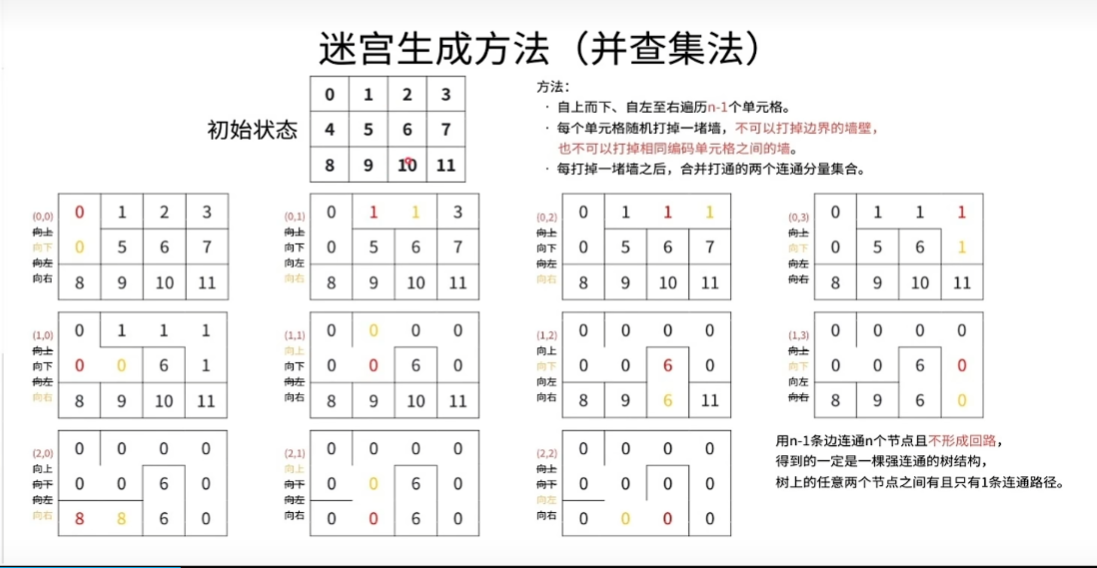 迷宫生成方法（并查集法）
初始状态
0 1 2 3
4 5 6 7
8 9 10 11
方法：
· 自上而下、自左至右遍历n-1个单元格。
· 每个单元格随机打掉一堵墙，不可以打掉边界的墙壁，
也不可以打掉相同编码单元格之间的墙。
· 每打掉一堵墙之后，合并打通的两个连通分量集合。
(0,0)
向上
向下
向左
向右
0 1 2 3
0 5 6 7
8 9 10 11
(0,1)
向上
向下
向左
向右
0 1 1 3
0 5 6 7
8 9 10 11
(0,2)
向上
向下
向左
向右
0 1 1 1
0 5 6 7
8 9 10 11
(0,3)
向上
向下
向左
向右
0 1 1 1
0 5 6 1
8 9 10 11
(1,0)
向上
向下
向左
向右
0 1 1 1
0 0 6 1
8 9 10 11
(1,1)
向上
向下
向左
向右
0 0 0 0
0 0 6 0
8 9 10 11
(1,2)
向上
向下
向左
向右
0 0 0 0
0 0 6 0
8 9 6 11
(1,3)
向上
向下
向左
向右
0 0 0 0
0 0 6 0
8 9 6 0
(2,0)
向上
向下
向左
向右
0 0 0 0
0 0 6 0
8 8 6 0
(2,1)
向上
向下
向左
向右
0 0 0 0
0 0 6 0
0 0 6 0
(2,2)
向上
向下
向左
向右
0 0 0 0
0 0 0 0
0 0 0 0
用n-1条边连通n个节点且不形成回路，
得到的一定是一棵强连通的树结构，
树上的任意两个节点之间有且只有1条连通路径。